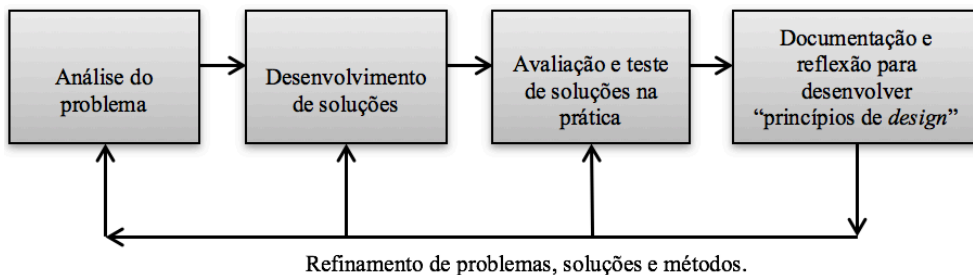 Análise do
problema
Desenvolvimento
de soluções
Avaliação e teste
de soluções na
prática
Documentação e
reflexão para
desenvolver
“princípios de design”
Refinamento de problemas, soluções e métodos.